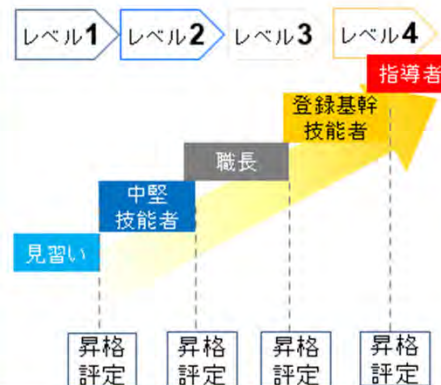 レベル1
レベル2
レベル3
レベル4
指導者
登録基幹
技能者
職長
中堅
技能者
見習い
昇格
評定
昇格
評定
昇格
評定
昇格
評定